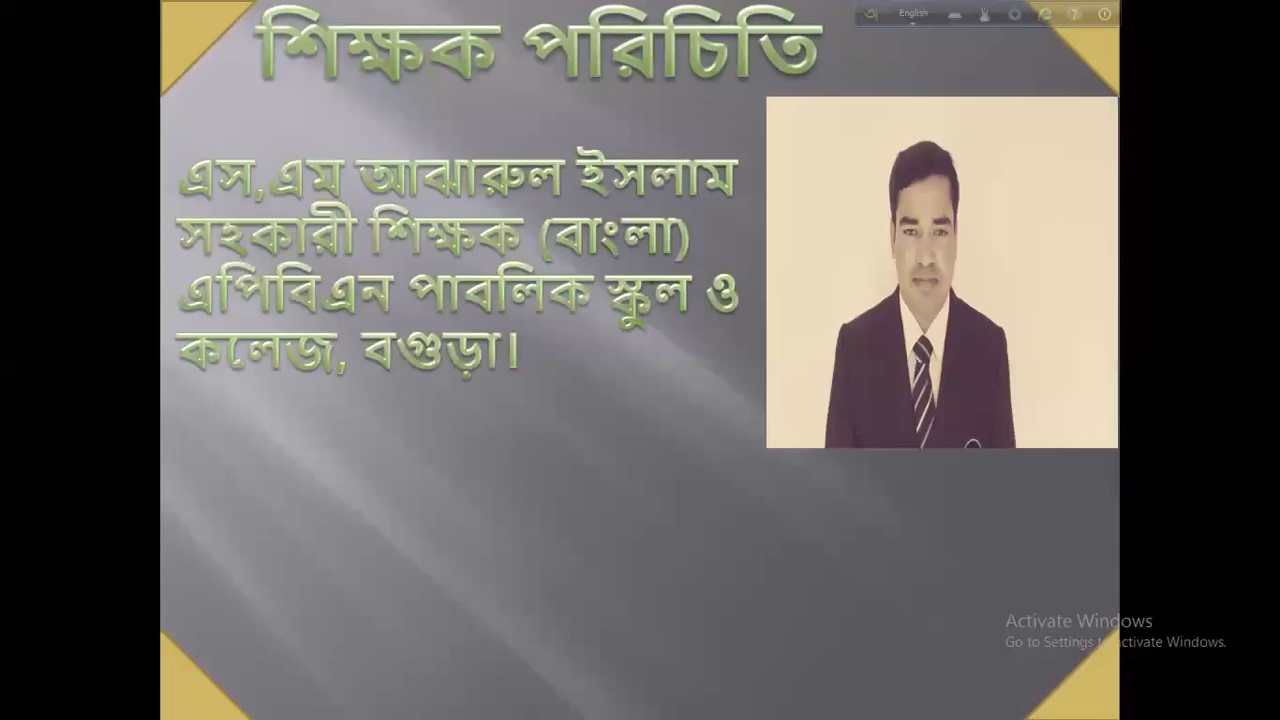 শিক্ষক পরিচিতি
English
এস,এম আঝারুল ইসলাম
সহকারী শিক্ষক (বাংলা)
এপিবিএন পাবলিক স্কুল ও
কলেজ, বগুড়া।
Activate Windows
Go to Settings to activate Windows.